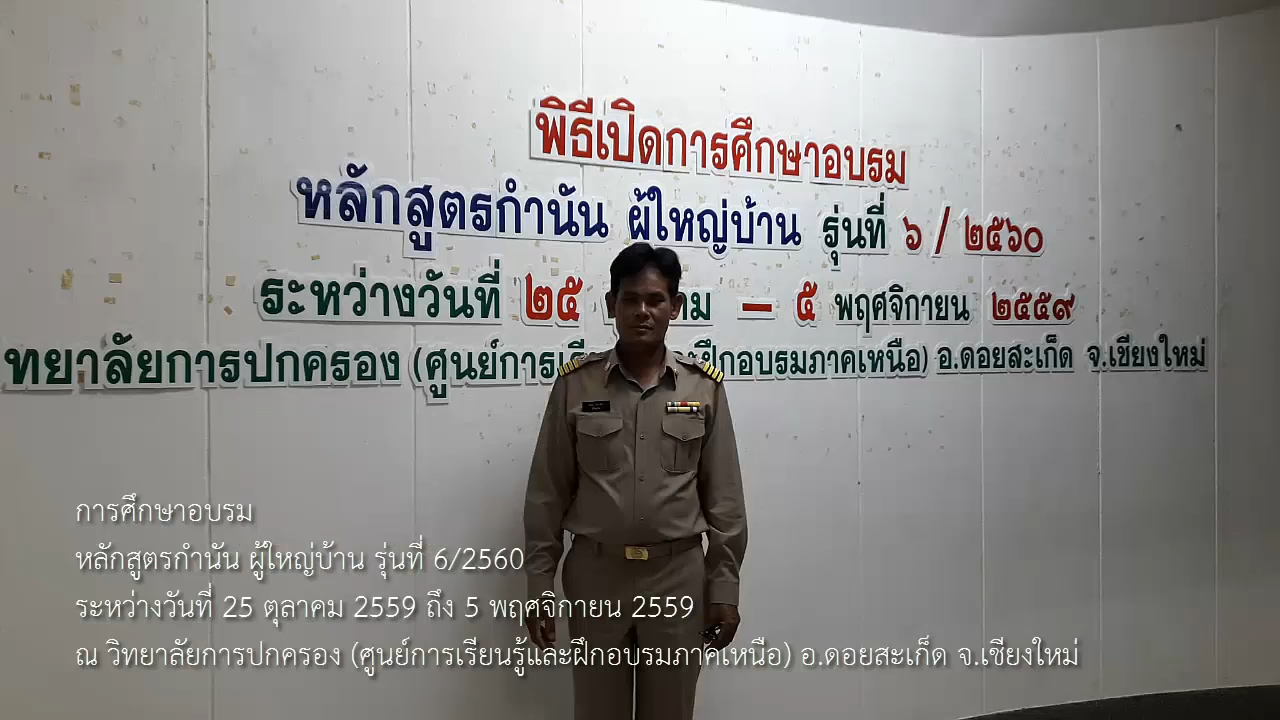 พิธีเปิดการศึกษาอบรม
หลักสูตรกำนัน ผู้ใหญ่บ้าน รุ่นที่ ๖ / ๒๕๖๐
ระหว่างวันที่ ๒๕ ม — ๕ พฤศจิกายน ๒๕๕๙
ทยาลัยการปกครอง (ศูนย์การเรี ะฝึกอบรมภาคเหนือ) อ.ดอยสะเก็ด จ.เชียงใหม่
การศึกษาอบรม
หลักสูตรกำนัน ผู้ใหญ่บ้าน รุ่นที่ 6/2560
ระหว่างวันที่ 25 ตุลาคม 2559 ถึง 5 พฤศจิกายน 2559
ณ วิทยาลัยการปกครอง (ศูนย์การเรียนรู้และฝึกอบรมภาคเหนือ) อ.ดอยสะเก็ด จ.เชียงใหม่